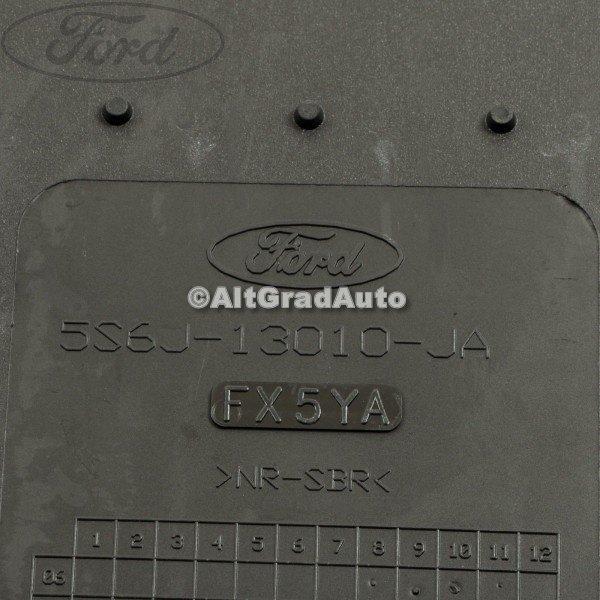 Ford
Ford
©AltGradAuto
5S6J-13010-JA
FX5YA
>NR-SBR<
1 2 3 4 5 6 7 8 9 10 11 12
06